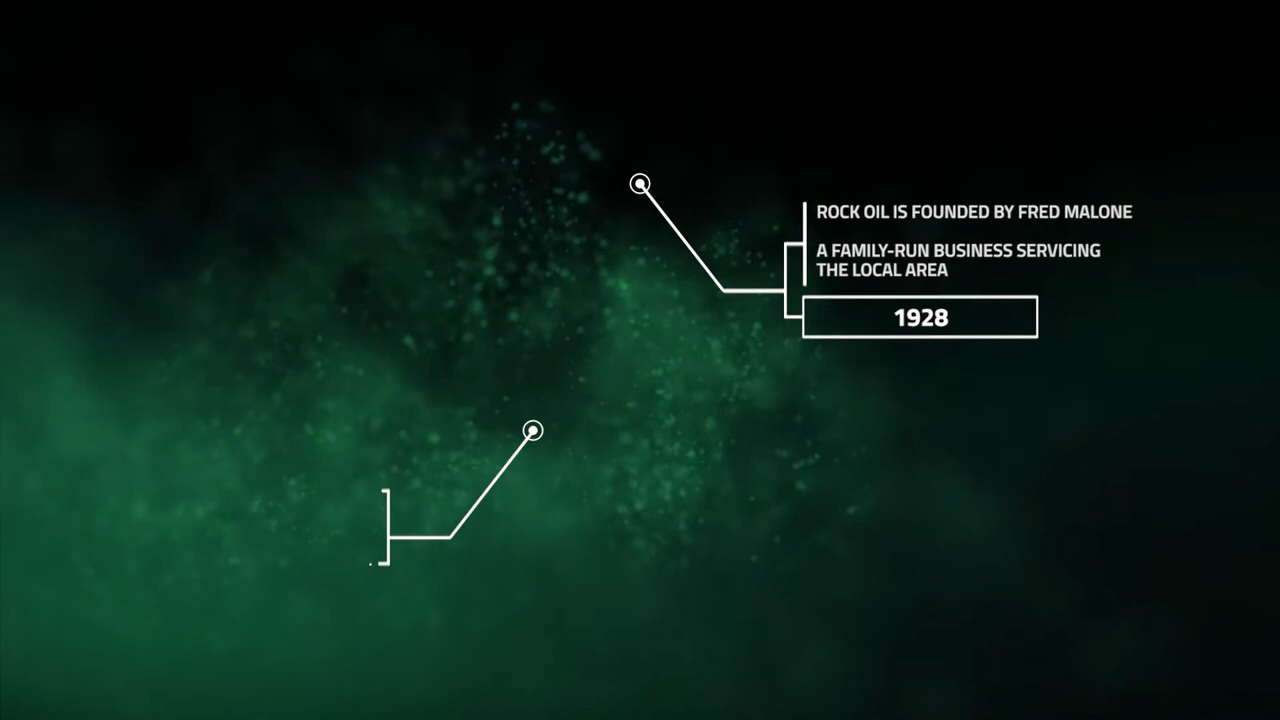 ROCK OIL IS FOUNDED BY FRED MALONE
A FAMILY-RUN BUSINESS SERVICING
THE LOCAL AREA
1928